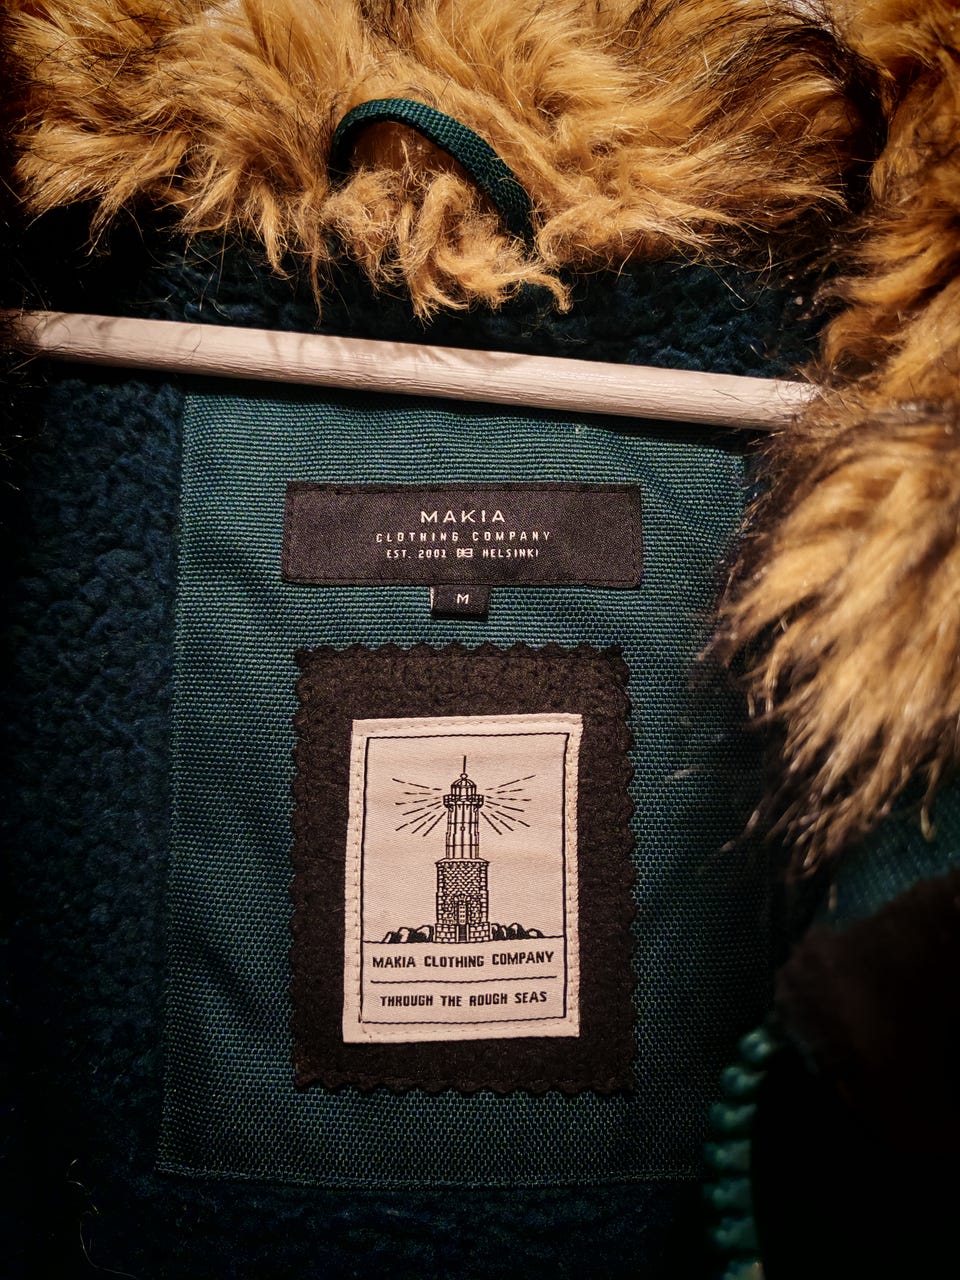 MAKIA
CLOTHING COMPANY
EST. 2001 HELSINKI
M
MAKIA CLOTHING COMPANY
THROUGH THE ROUGH SEAS